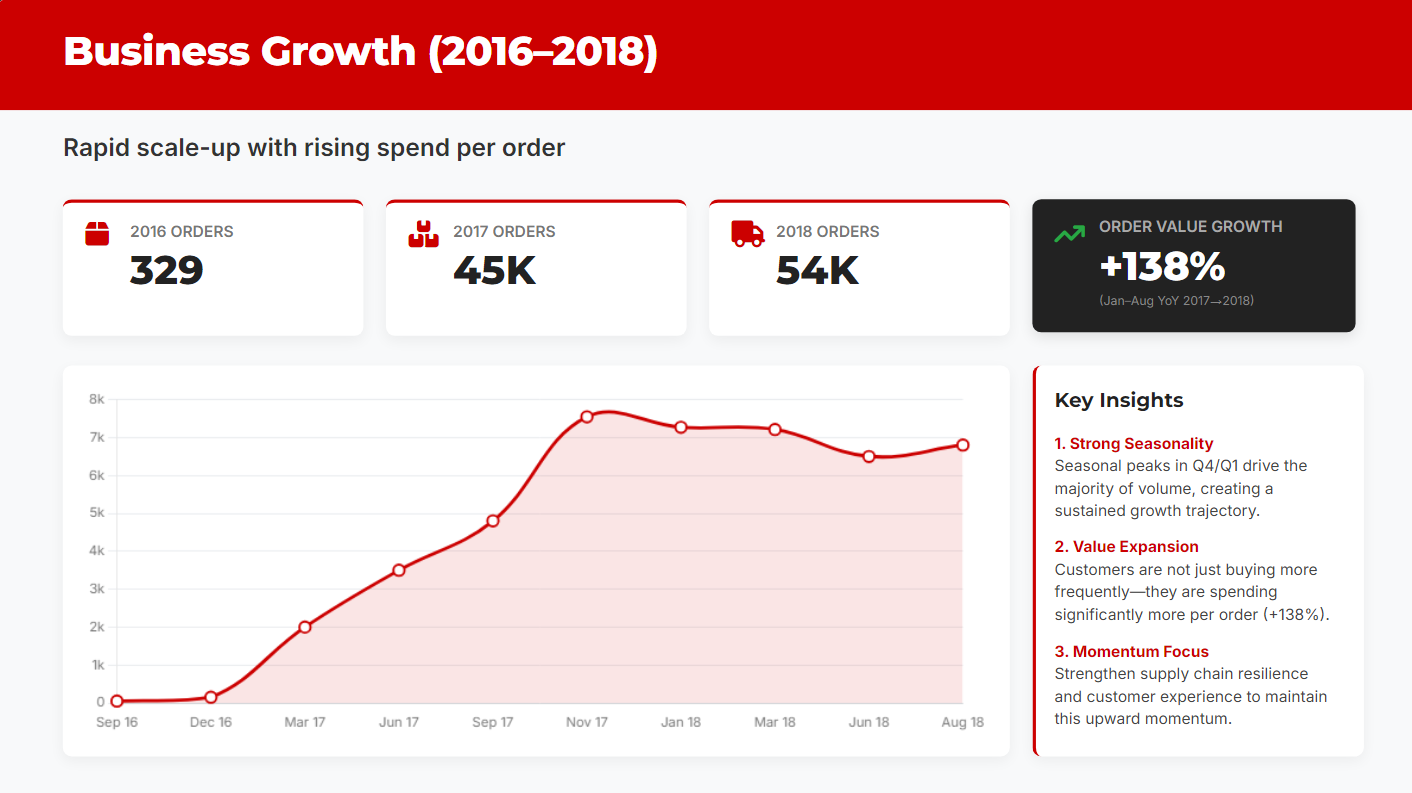 Business Growth (2016–2018)
Rapid scale-up with rising spend per order
2016 ORDERS
329
2017 ORDERS
45K
2018 ORDERS
54K
ORDER VALUE GROWTH
+138%
(Jan–Aug YoY 2017→2018)
8k
7k
6k
5k
4k
3k
2k
1k
0
Sep 16 Dec 16 Mar 17 Jun 17 Sep 17 Nov 17 Jan 18 Mar 18 Jun 18 Aug 18
Key Insights
1. Strong Seasonality
Seasonal peaks in Q4/Q1 drive the
majority of volume, creating a
sustained growth trajectory.
2. Value Expansion
Customers are not just buying more
frequently—they are spending
significantly more per order (+138%).
3. Momentum Focus
Strengthen supply chain resilience
and customer experience to maintain
this upward momentum.